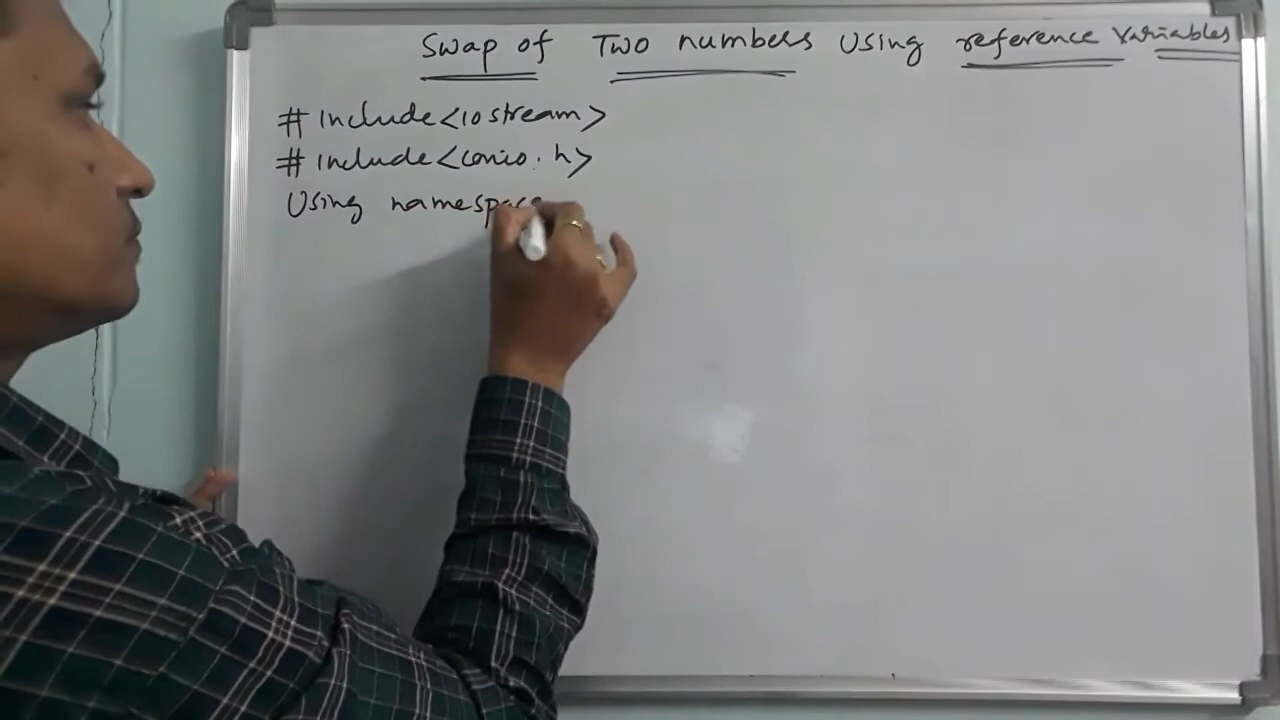 Swap of Two numbers Using reference Variables
# include<iostream>
# include<conio.h>
Using namespace